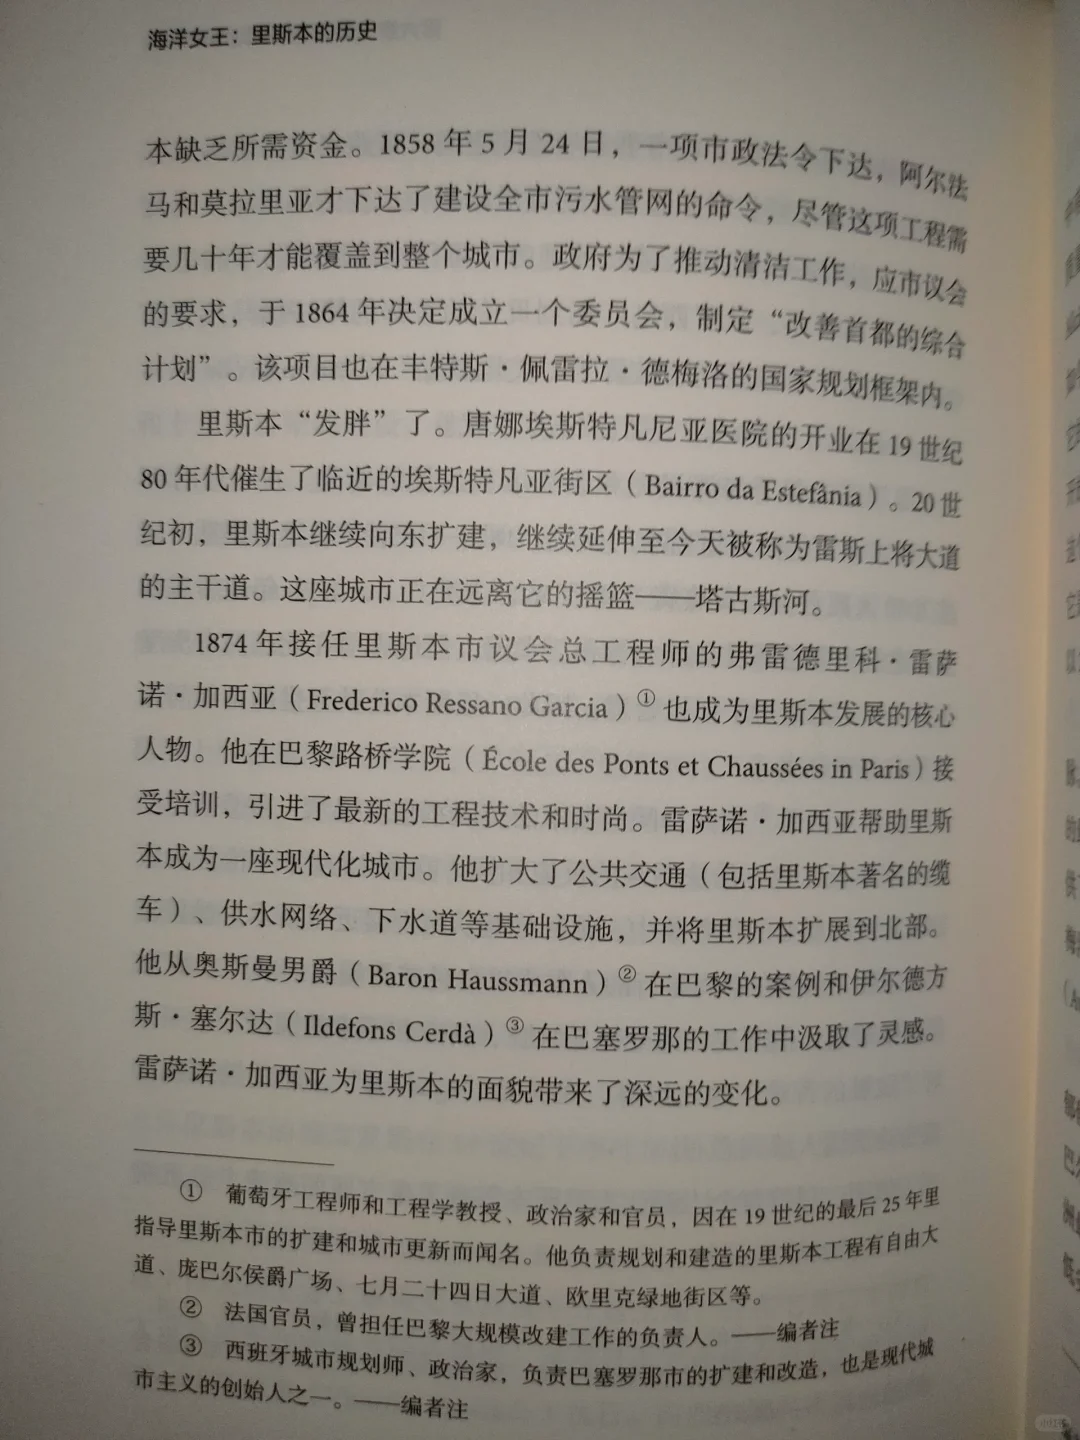 海洋女王：里斯本的历史
本缺乏所需资金。1858 年 5 月 24 日，一项市政法令下达，阿尔法
马和莫拉里亚才下达了建设全市污水管网的命令，尽管这项工程需
要几十年才能覆盖到整个城市。政府为了推动清洁工作，应市议会
的要求，于 1864 年决定成立一个委员会，制定“改善首都的综合
计划”。该项目也在丰特斯·佩雷拉·德梅洛的国家规划框架内。
里斯本“发胖”了。唐娜埃斯特凡尼亚医院的开业在 19 世纪
80 年代催生了临近的埃斯特凡亚街区（Bairro da Estefânia）。20 世
纪初，里斯本继续向东扩建，继续延伸至今天被称为雷斯上将大道
的主干道。这座城市正在远离它的摇篮——塔古斯河。
1874 年接任里斯本市议会总工程师的弗雷德里科·雷萨
诺·加西亚（Frederico Ressano Garcia）①也成为里斯本发展的核心
人物。他在巴黎路桥学院（École des Ponts et Chaussées in Paris）接
受培训，引进了最新的工程技术和时尚。雷萨诺·加西亚帮助里斯
本成为一座现代化城市。他扩大了公共交通（包括里斯本著名的缆
车）、供水网络、下水道等基础设施，并将里斯本扩展到北部。
他从奥斯曼男爵（Baron Haussmann）②在巴黎的案例和伊尔德方
斯·塞尔达（Ildefons Cerdà）③在巴塞罗那的工作中汲取了灵感。
雷萨诺·加西亚为里斯本的面貌带来了深远的变化。
① 葡萄牙工程师和工程学教授、政治家和官员，因在 19 世纪的最后 25 年里
指导里斯本市的扩建和城市更新而闻名。他负责规划和建造的里斯本工程有自由大
道、庞巴尔侯爵广场、七月二十四日大道、欧里克绿地街区等。
② 法国官员，曾担任巴黎大规模改建工作的负责人。——编者注
③ 西班牙城市规划师、政治家，负责巴塞罗那市的扩建和改造，也是现代城
市主义的创始人之一。——编者注
小红书